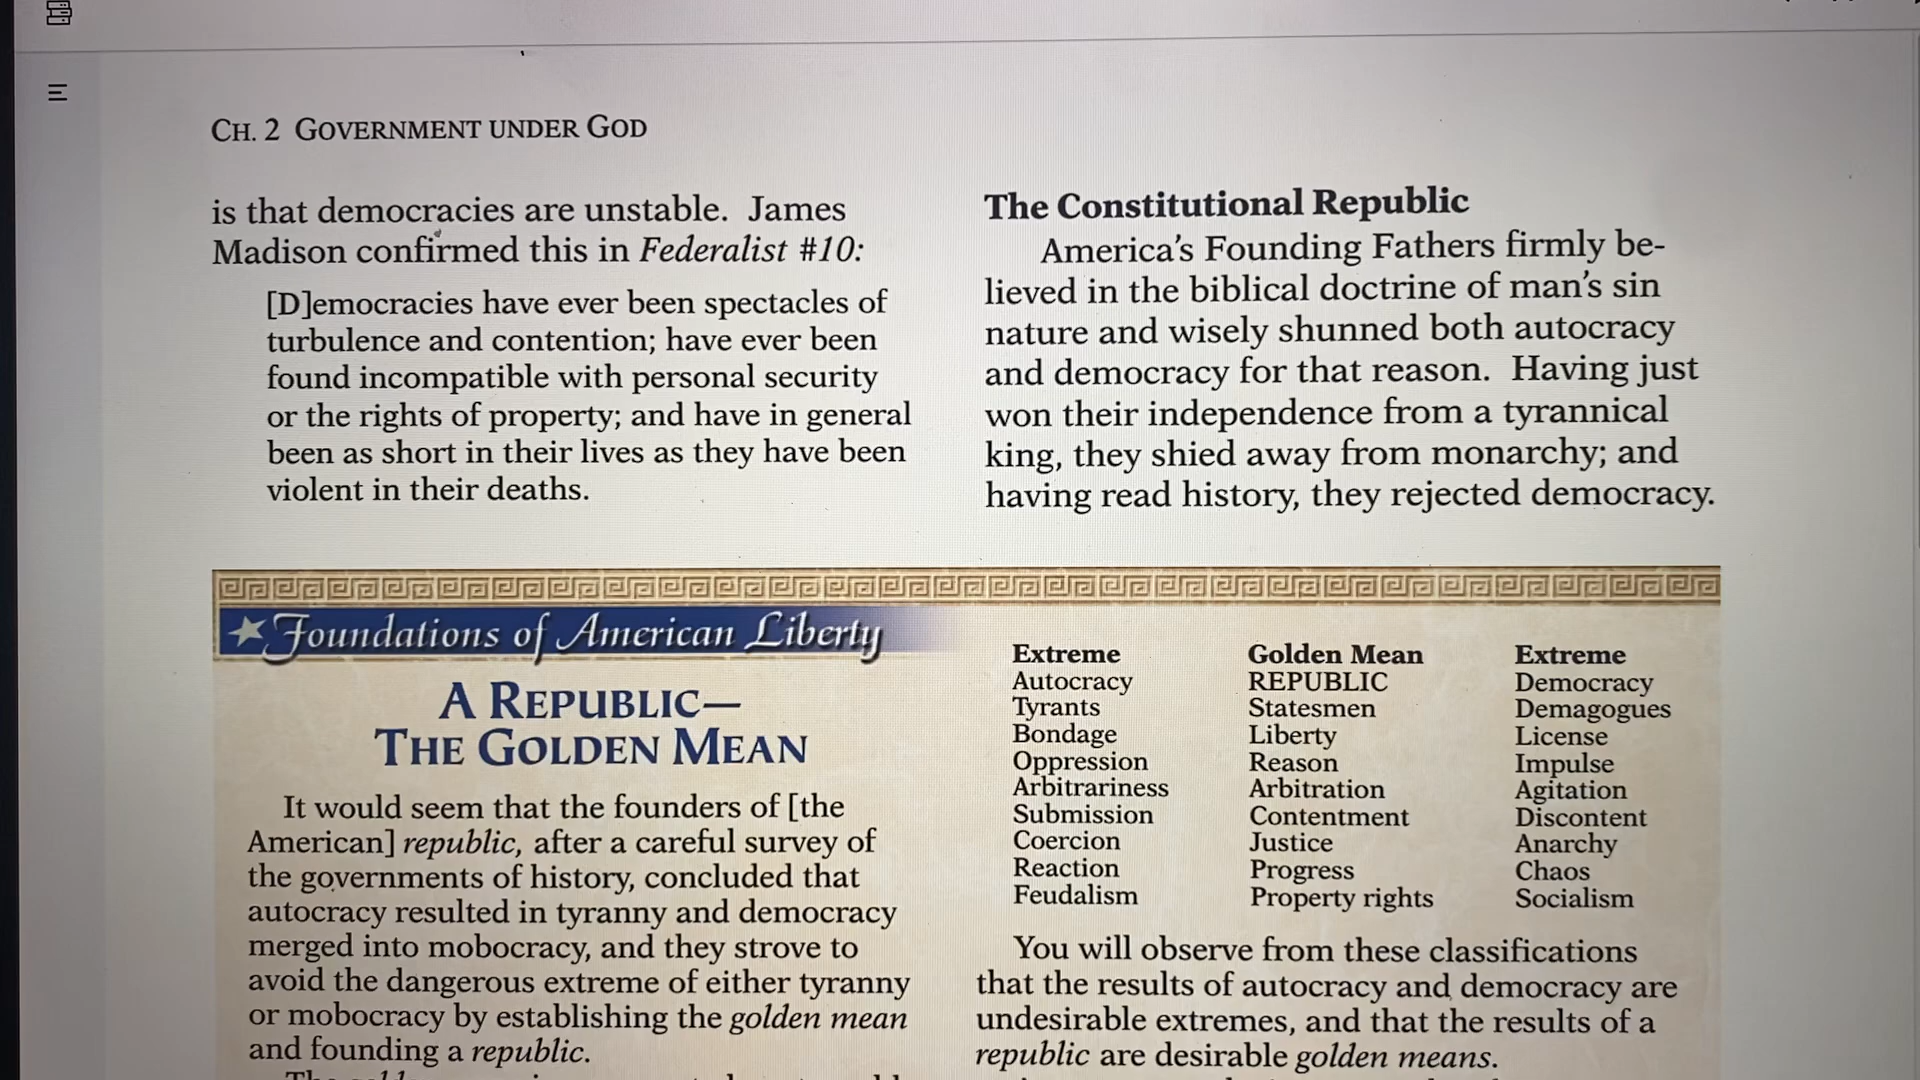 CH. 2 GOVERNMENT UNDER GOD
is that democracies are unstable. James
Madison confirmed this in Federalist #10:
[D]emocracies have ever been spectacles of
turbulence and contention; have ever been
found incompatible with personal security
or the rights of property; and have in general
been as short in their lives as they have been
violent in their deaths.
The Constitutional Republic
America’s Founding Fathers firmly be-
lieved in the biblical doctrine of man’s sin
nature and wisely shunned both autocracy
and democracy for that reason. Having just
won their independence from a tyrannical
king, they shied away from monarchy; and
having read history, they rejected democracy.
Foundations of American Liberty
A REPUBLIC—
THE GOLDEN MEAN
It would seem that the founders of [the
American] republic, after a careful survey of
the governments of history, concluded that
autocracy resulted in tyranny and democracy
merged into mobocracy, and they strove to
avoid the dangerous extreme of either tyranny
or mobocracy by establishing the golden mean
and founding a republic.
Extreme Golden Mean Extreme
Autocracy REPUBLIC Democracy
Tyrants Statesmen Demagogues
Bondage Liberty License
Oppression Reason Impulse
Arbitrariness Arbitration Agitation
Submission Contentment Discontent
Coercion Justice Anarchy
Reaction Progress Chaos
Feudalism Property rights Socialism
You will observe from these classifications
that the results of autocracy and democracy are
undesirable extremes, and that the results of a
republic are desirable golden means.